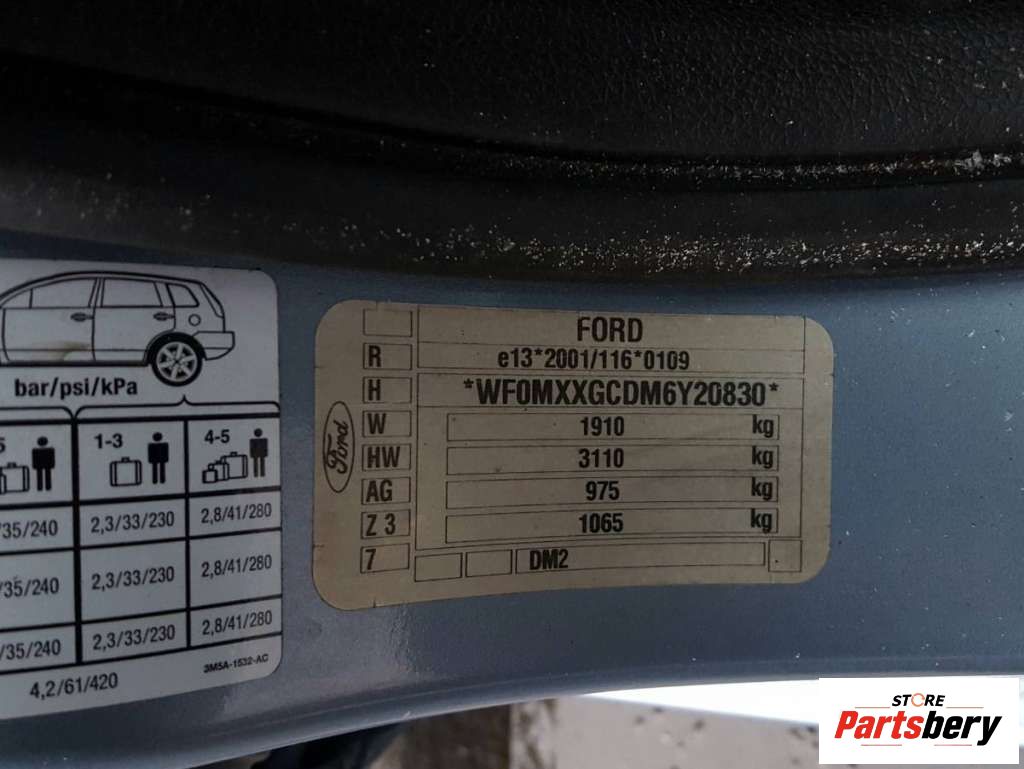 bar/psi/kPa
5 1-3 4-5
/35/240 2,3/33/230 2,8/41/280
/35/240 2,3/33/230 2,8/41/280
/35/240 2,3/33/230 2,8/41/280
3M5A-1532-AC
4,2/61/420
Ford
FORD
R e13*2001/116*0109
H *WF0MXXGCDM6Y20830*
W 1910 kg
HW 3110 kg
AG 975 kg
Z 3 1065 kg
7 DM2
STORE
Partsbery